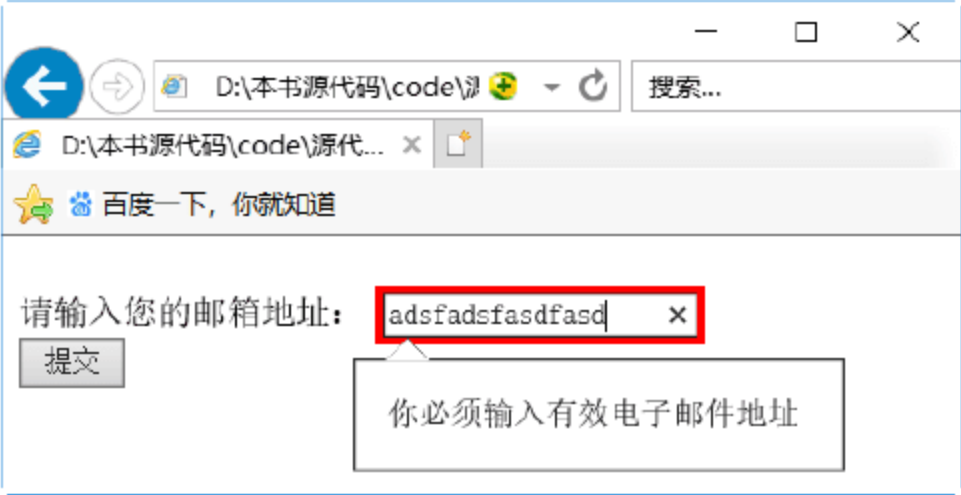 D:\本书源代码\code\源
搜索...
D:\本书源代码\code\源代...
百度一下，你就知道
请输入您的邮箱地址：
adsfadsfasdfasd
提交
你必须输入有效电子邮件地址